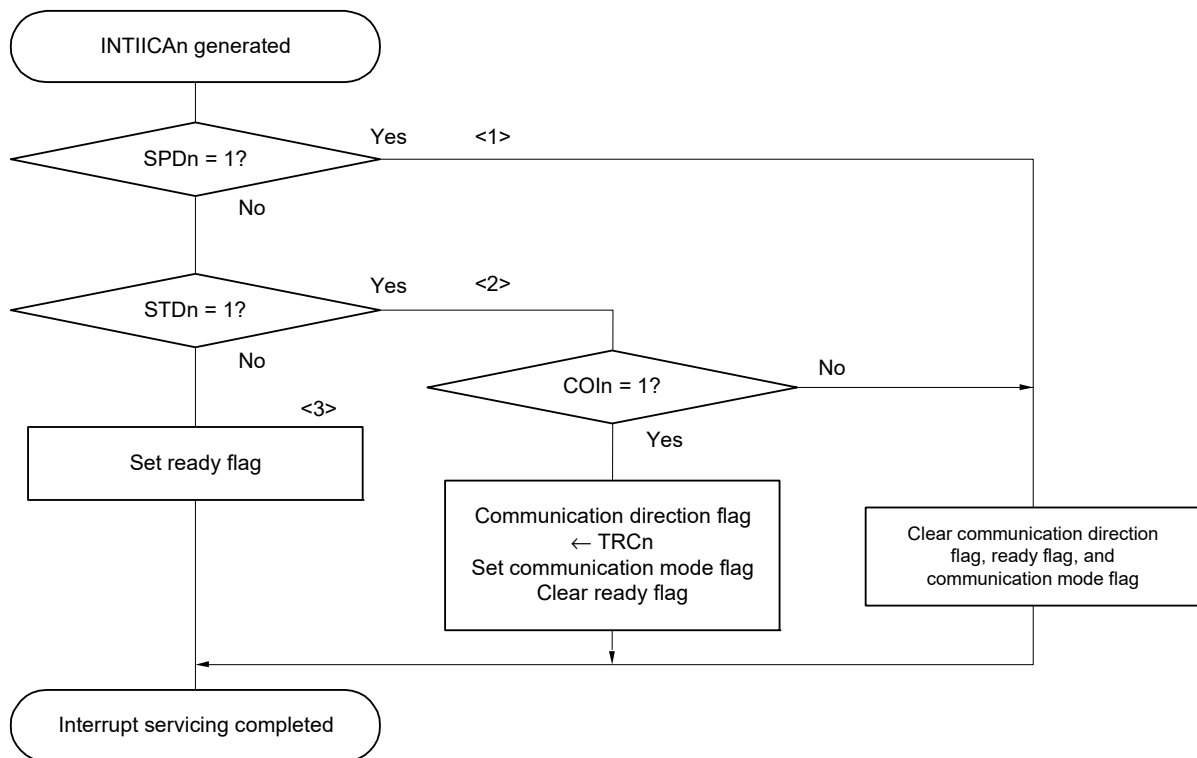 INTIICAn generated
SPDn = 1?
Yes
<1>
No
STDn = 1?
Yes
<2>
No
COIn = 1?
No
Yes
<3>
Set ready flag
Communication direction flag
← TRCn
Set communication mode flag
Clear ready flag
Clear communication direction
flag, ready flag, and
communication mode flag
Interrupt servicing completed